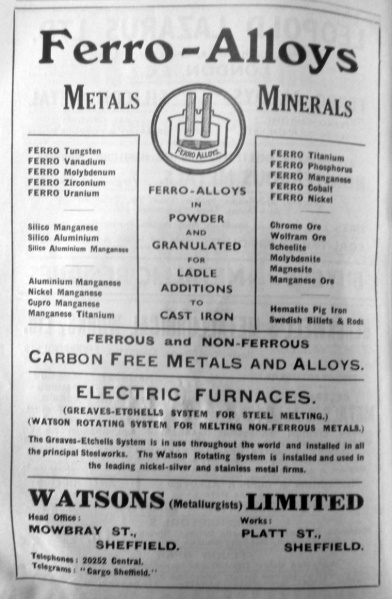 Ferro-Alloys
METALS
MINERALS
FERRO ALLOYS.
FERRO Tungsten
FERRO Vanadium
FERRO Molybdenum
FERRO Zirconium
FERRO Uranium
Silico Manganese
Silico Aluminium
Silico Aluminium Manganese
Aluminium Manganese
Nickel Manganese
Cupro Manganese
Manganese Titanium
FERRO-ALLOYS
IN
POWDER
AND
GRANULATED
FOR
LADLE
ADDITIONS
TO
CAST IRON
FERRO Titanium
FERRO Phosphorus
FERRO Manganese
FERRO Cobalt
FERRO Nickel
Chrome Ore
Wolfram Ore
Scheelite
Molybdenite
Magnesite
Manganese Ore
Hematite Pig Iron
Swedish Billets & Rods
FERROUS and NON-FERROUS
CARBON FREE METALS AND ALLOYS.
ELECTRIC FURNACES.
(GREAVES-ETCHELLS SYSTEM FOR STEEL MELTING.)
(WATSON ROTATING SYSTEM FOR MELTING NON-FERROUS METALS.)
The Greaves-Etchells System is in use throughout the world and installed in all
the principal Steelworks. The Watson Rotating System is installed and used in
the leading nickel-silver and stainless metal firms.
WATSONS (Metallurgists) LIMITED
Head Office:
MOWBRAY ST.,
SHEFFIELD.
Works:
PLATT ST.,
SHEFFIELD.
Telephones: 20252 Central.
Telegrams: "Cargo Sheffield."